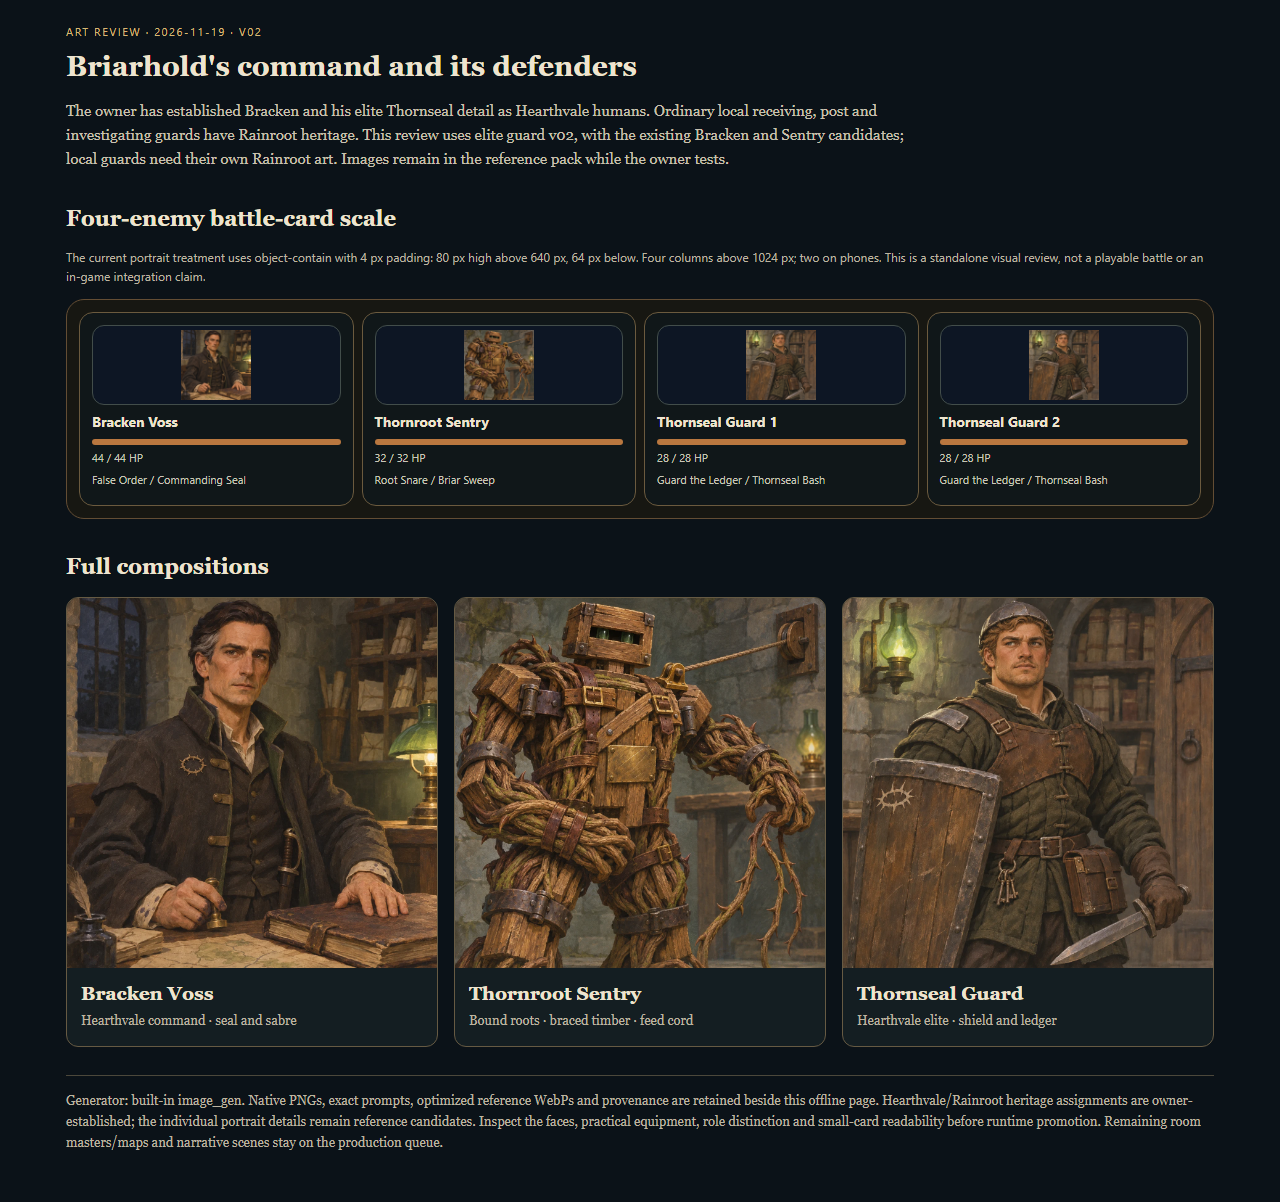 ART REVIEW · 2026-11-19 · V02
Briarhold's command and its defenders
The owner has established Bracken and his elite Thornseal detail as Hearthvale humans. Ordinary local receiving, post and
investigating guards have Rainroot heritage. This review uses elite guard v02, with the existing Bracken and Sentry candidates;
local guards need their own Rainroot art. Images remain in the reference pack while the owner tests.
Four-enemy battle-card scale
The current portrait treatment uses object-contain with 4 px padding: 80 px high above 640 px, 64 px below. Four columns above 1024 px; two on phones. This is a standalone visual review, not a playable battle or an
in-game integration claim.
Bracken Voss
44 / 44 HP
False Order / Commanding Seal
Thornroot Sentry
32 / 32 HP
Root Snare / Briar Sweep
Thornseal Guard 1
28 / 28 HP
Guard the Ledger / Thornseal Bash
Thornseal Guard 2
28 / 28 HP
Guard the Ledger / Thornseal Bash
Full compositions
Bracken Voss
Hearthvale command · seal and sabre
Thornroot Sentry
Bound roots · braced timber · feed cord
Thornseal Guard
Hearthvale elite · shield and ledger
Generator: built-in image_gen. Native PNGs, exact prompts, optimized reference WebPs and provenance are retained beside this offline page. Hearthvale/Rainroot heritage assignments are owner-
established; the individual portrait details remain reference candidates. Inspect the faces, practical equipment, role distinction and small-card readability before runtime promotion. Remaining room
masters/maps and narrative scenes stay on the production queue.